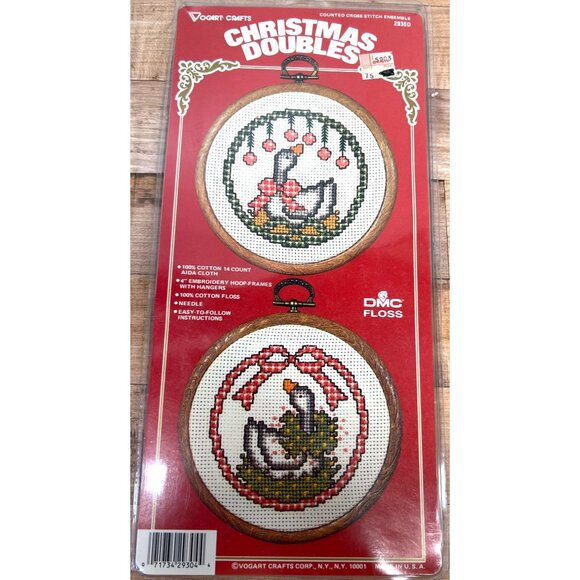 VOGART CRAFTS
COUNTED CROSS STITCH ENSEMBLE
2930D
CHRISTMAS
DOUBLES
• 100% COTTON 14 COUNT
AIDA CLOTH
• 4" EMBROIDERY HOOP-FRAMES
WITH HANGERS
• 100% COTTON FLOSS
• NEEDLE
• EASY-TO-FOLLOW
INSTRUCTIONS
DMC
FLOSS
0 71734 29304 4
©VOGART CRAFTS CORP., N.Y., N.Y. 10001
MADE IN U.S.A.